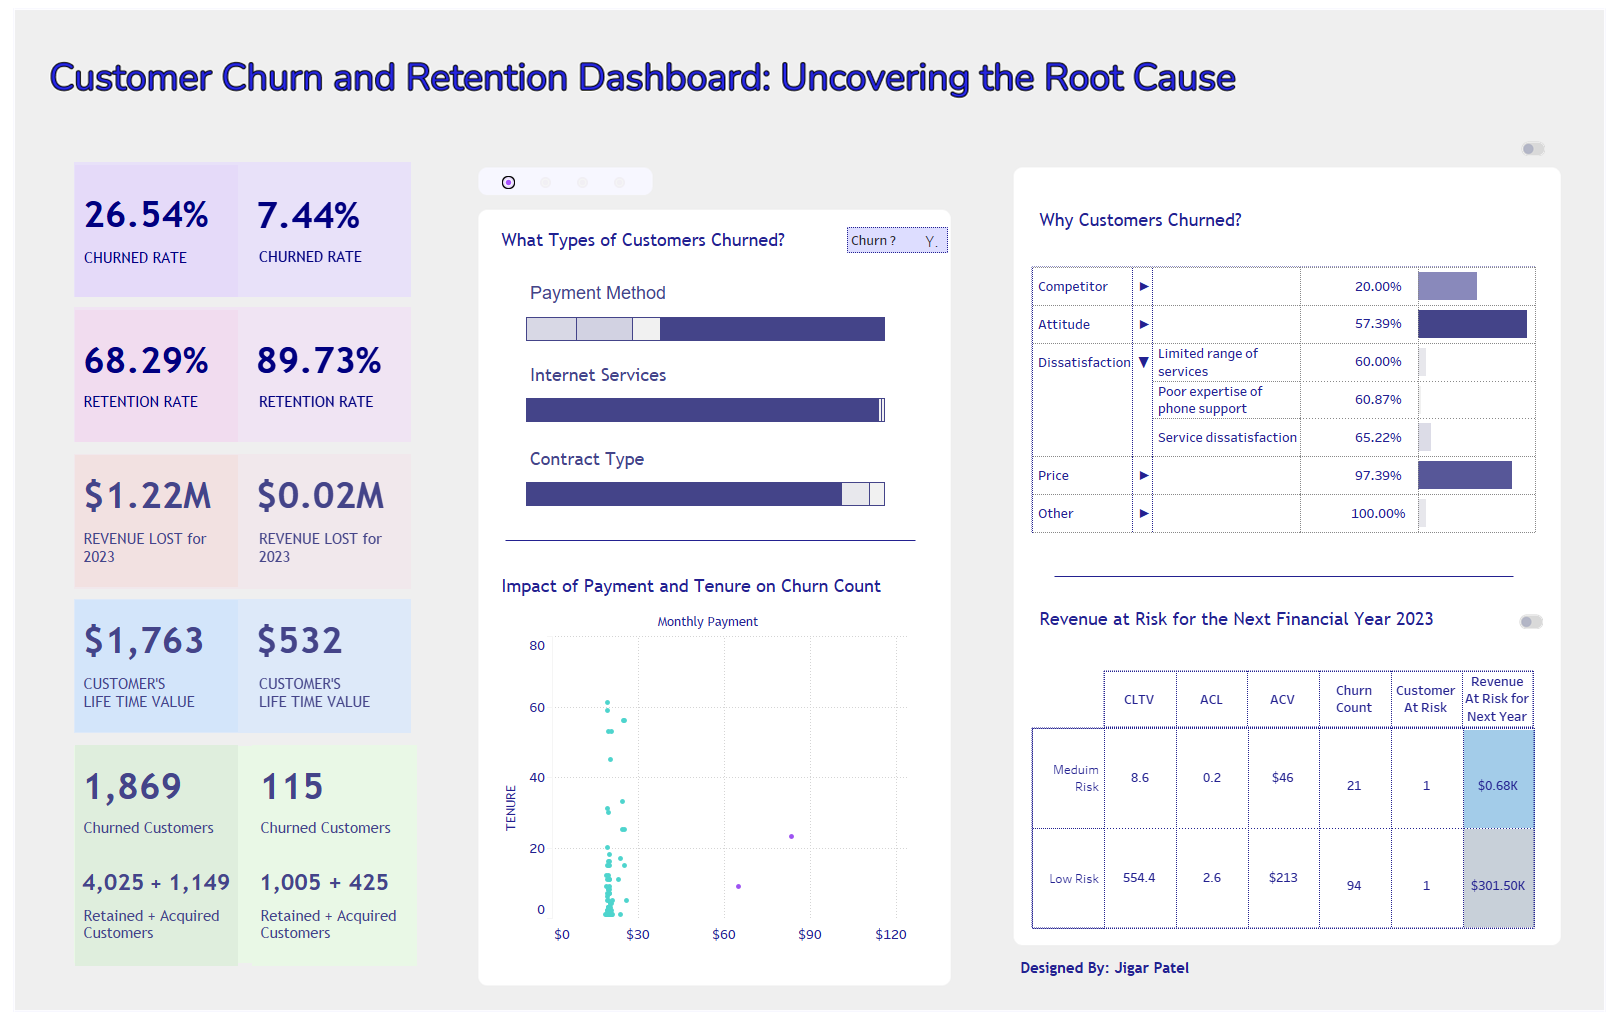 Customer Churn and Retention Dashboard: Uncovering the Root Cause
26.54%
CHURNED RATE
7.44%
CHURNED RATE
68.29%
RETENTION RATE
89.73%
RETENTION RATE
$1.22M
REVENUE LOST for
2023
$0.02M
REVENUE LOST for
2023
$1,763
CUSTOMER'S
LIFE TIME VALUE
$532
CUSTOMER'S
LIFE TIME VALUE
1,869
Churned Customers
115
Churned Customers
4,025 + 1,149
Retained + Acquired
Customers
1,005 + 425
Retained + Acquired
Customers
What Types of Customers Churned?
Churn ? Y.
Payment Method
Internet Services
Contract Type
Impact of Payment and Tenure on Churn Count
Monthly Payment
TENURE
80
60
40
20
0
$0 $30 $60 $90 $120
Why Customers Churned?
Competitor ▶ 20.00%
Attitude ▶ 57.39%
Dissatisfaction ▼ Limited range of
services 60.00%
Poor expertise of
phone support 60.87%
Service dissatisfaction 65.22%
Price ▶ 97.39%
Other ▶ 100.00%
Revenue at Risk for the Next Financial Year 2023
CLTV
ACL
ACV
Churn
Count
Customer
At Risk
Revenue
At Risk for
Next Year
Meduim
Risk
8.6 0.2 $46 21 1 $0.68K
Low Risk 554.4 2.6 $213 94 1 $301.50K
Designed By: Jigar Patel